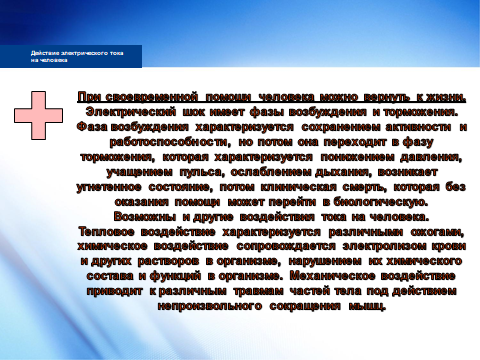 Действие электрического тока
на человека
При своевременной помощи человека можно вернуть к жизни.
Электрический шок имеет фазы возбуждения и торможения.
Фаза возбуждения характеризуется сохранением активности и
работоспособности, но потом она переходит в фазу
торможения, которая характеризуется понижением давления,
учащением пульса, ослаблением дыхания, возникает
угнетенное состояние, потом клиническая смерть, которая без
оказания помощи может перейти в биологическую.
Возможны и другие воздействия тока на человека.
Тепловое воздействие характеризуется различными ожогами,
химическое воздействие сопровождается электролизом крови
и других растворов в организме, нарушением их химического
состава и функций в организме. Механическое воздействие
приводит к различным травмам частей тела под действием
непроизвольного сокращения мышц.